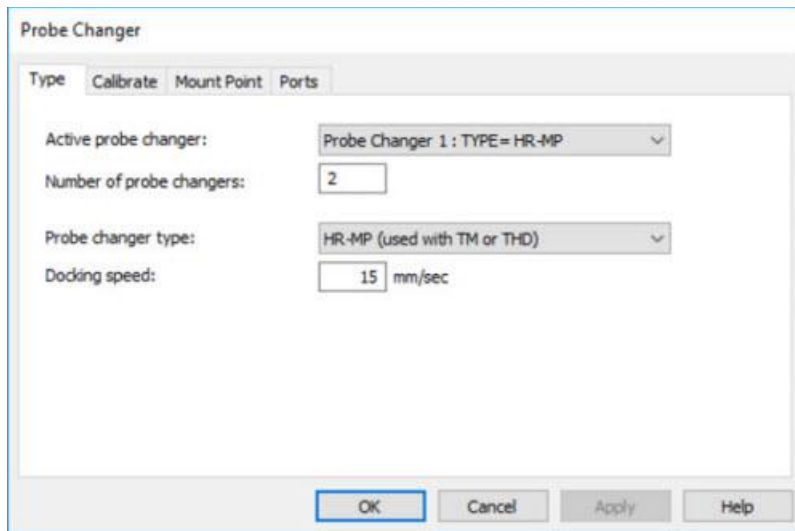 Probe Changer
Type Calibrate Mount Point Ports
Active probe changer: Probe Changer 1 : TYPE= HR-MP
Number of probe changers: 2
Probe changer type: HR-MP (used with TM or THD)
Docking speed: 15 mm/sec
OK Cancel Apply Help